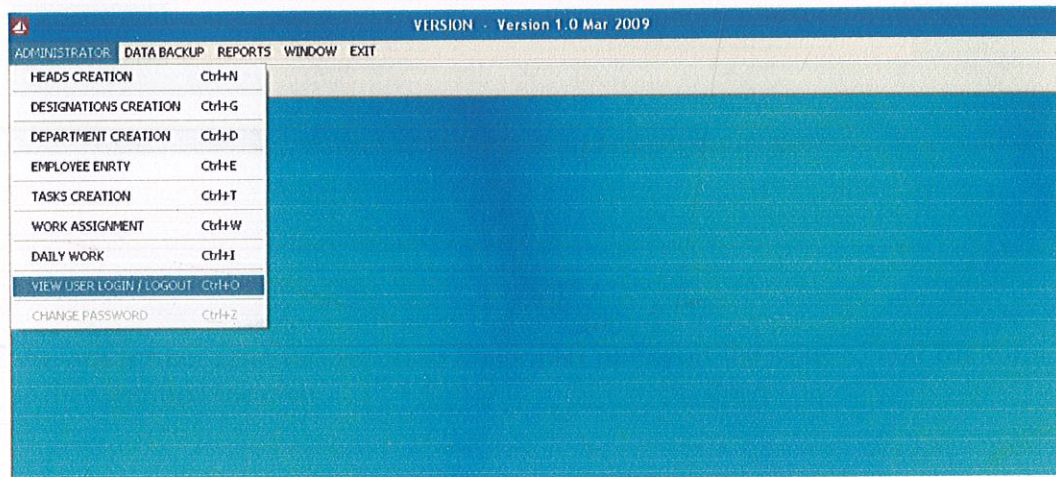 VERSION - Version 1.0 Mar 2009
ADMINISTRATOR DATA BACKUP REPORTS WINDOW EXIT
HEADS CREATION Ctrl+N
DESIGNATIONS CREATION Ctrl+G
DEPARTMENT CREATION Ctrl+D
EMPLOYEE ENRTY Ctrl+E
TASKS CREATION Ctrl+T
WORK ASSIGNMENT Ctrl+W
DAILY WORK Ctrl+I
VIEW USER LOGIN / LOGOUT Ctrl+O
CHANGE PASSWORD Ctrl+Z